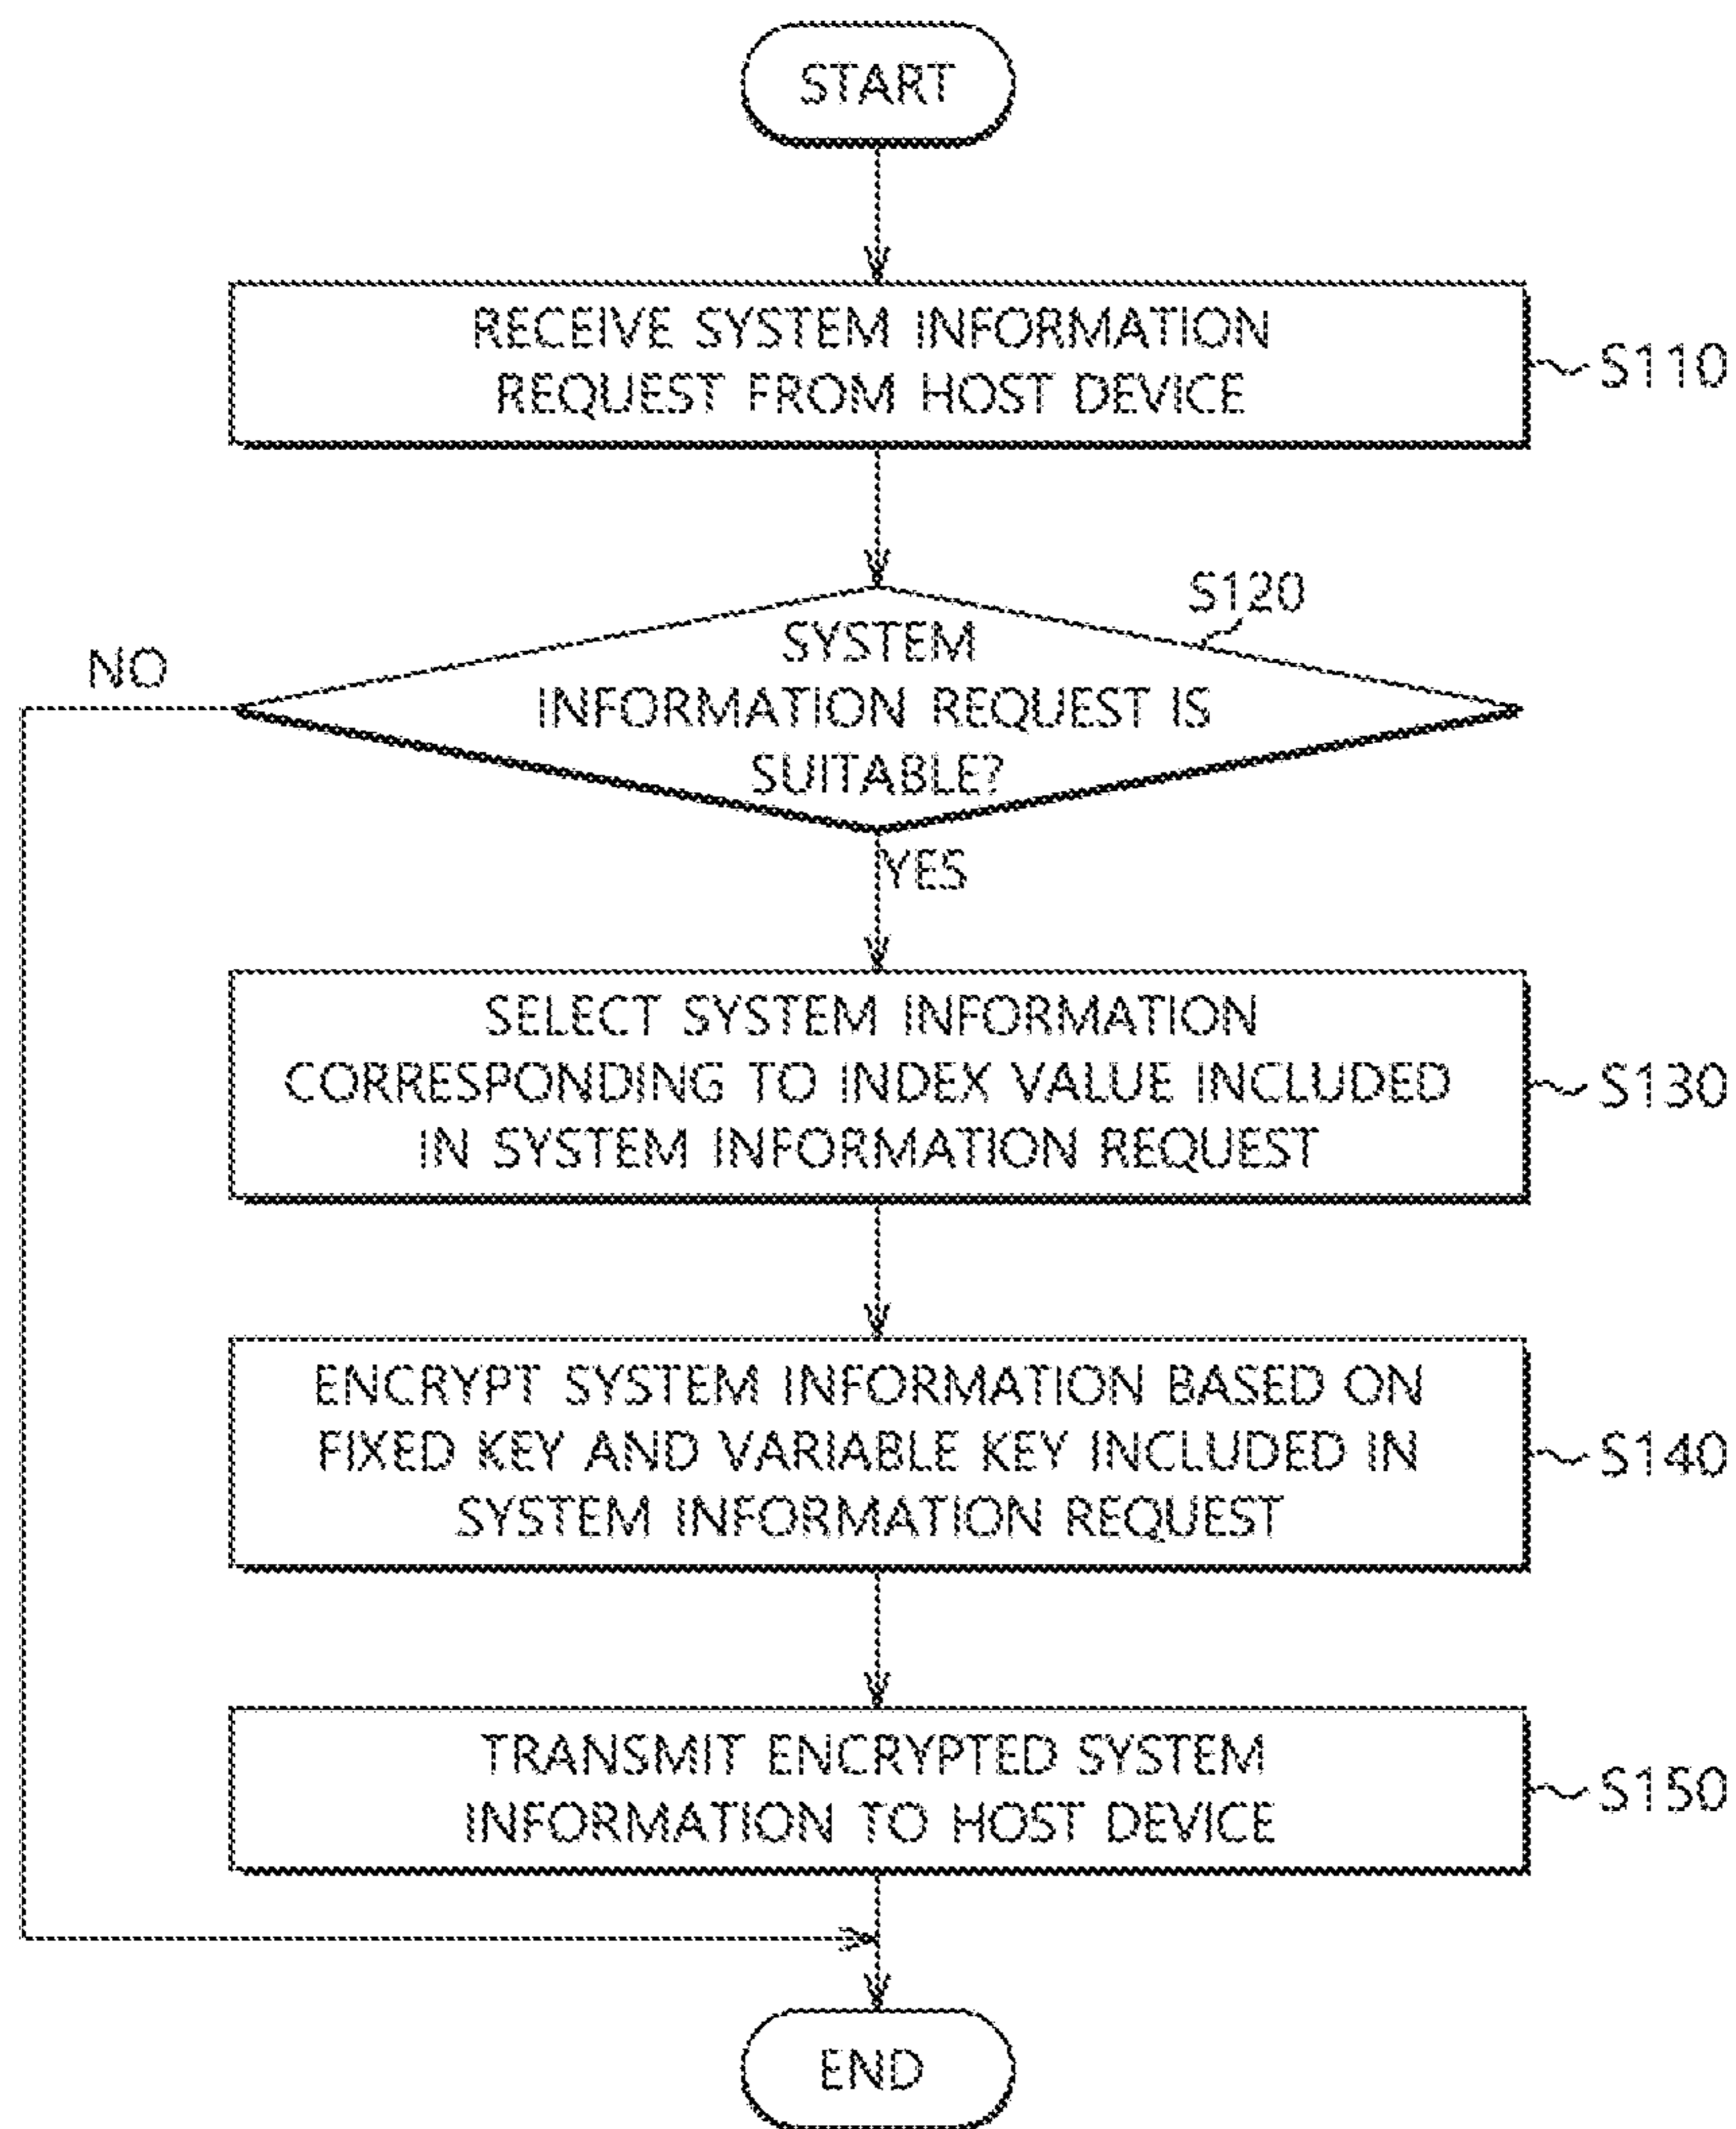 START
RECEIVE SYSTEM INFORMATION
REQUEST FROM HOST DEVICE
S110
S120
SYSTEM
INFORMATION REQUEST IS
SUITABLE?
NO
YES
SELECT SYSTEM INFORMATION
CORRESPONDING TO INDEX VALUE INCLUDED
IN SYSTEM INFORMATION REQUEST
S130
ENCRYPT SYSTEM INFORMATION BASED ON
FIXED KEY AND VARIABLE KEY INCLUDED IN
SYSTEM INFORMATION REQUEST
S140
TRANSMIT ENCRYPTED SYSTEM
INFORMATION TO HOST DEVICE
S150
END